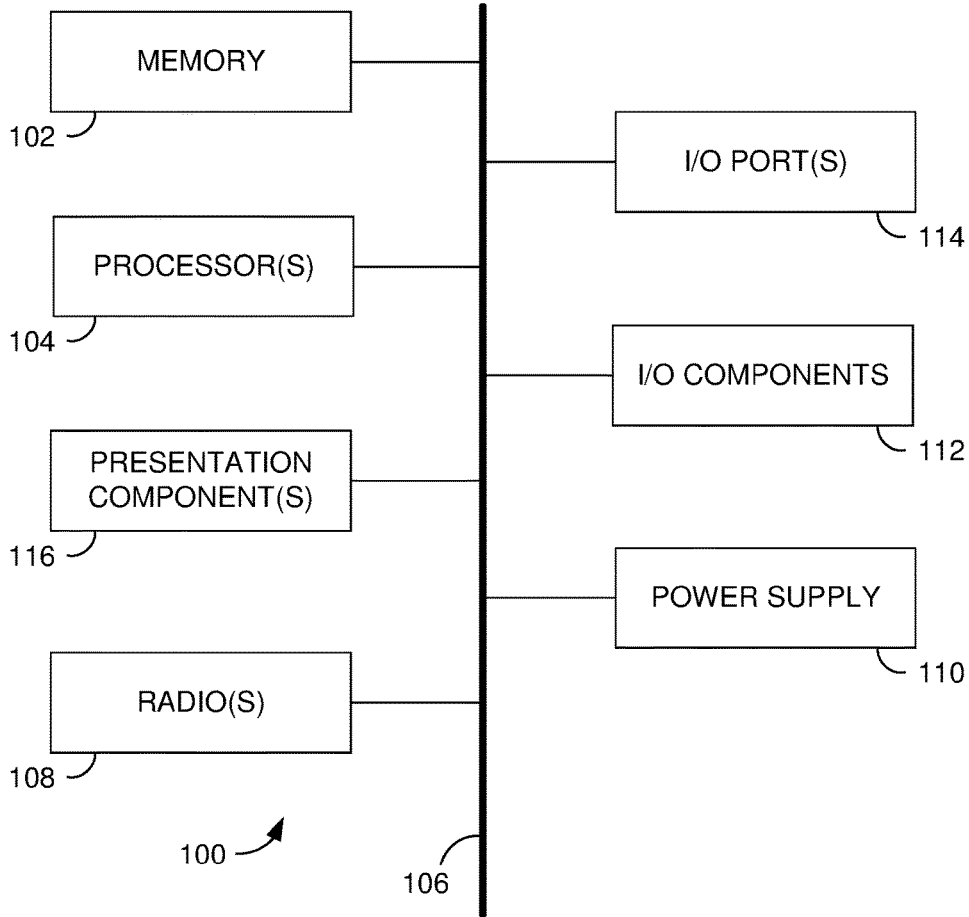 MEMORY
102
I/O PORT(S)
114
PROCESSOR(S)
104
I/O COMPONENTS
112
PRESENTATION
COMPONENT(S)
116
POWER SUPPLY
110
RADIO(S)
108
100
106